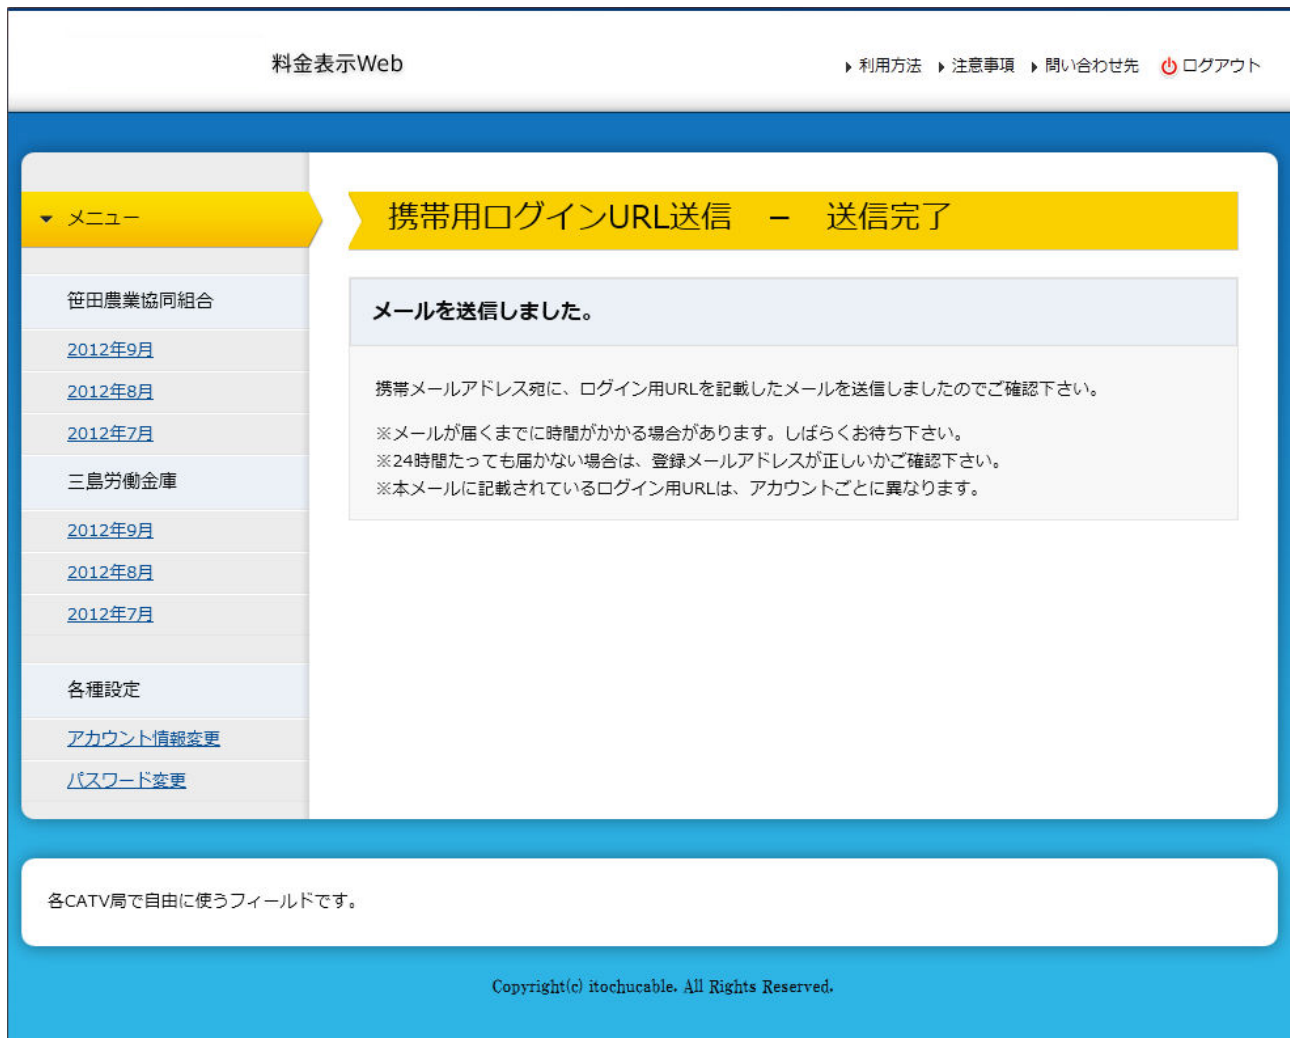 料金表示Web
利用方法 注意事項 問い合わせ先 ログアウト
メニュー
笹田農業協同組合
2012年9月
2012年8月
2012年7月
三島労働金庫
2012年9月
2012年8月
2012年7月
各種設定
アカウント情報変更
パスワード変更
携帯用ログインURL送信 － 送信完了
メールを送信しました。
携帯メールアドレス宛に、ログイン用URLを記載したメールを送信しましたのでご確認下さい。
※メールが届くまでに時間がかかる場合があります。しばらくお待ち下さい。
※24時間たっても届かない場合は、登録メールアドレスが正しいかご確認下さい。
※本メールに記載されているログイン用URLは、アカウントごとに異なります。
各CATV局で自由に使うフィールドです。
Copyright(c) itochucable. All Rights Reserved.